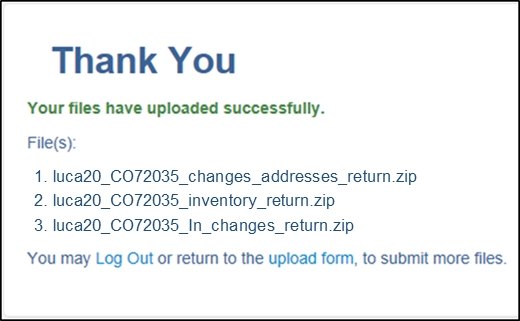 Thank You
Your files have uploaded successfully.
File(s):
1. luca20_CO72035_changes_addresses_return.zip
2. luca20_CO72035_inventory_return.zip
3. luca20_CO72035_In_changes_return.zip
You may Log Out or return to the upload form, to submit more files.